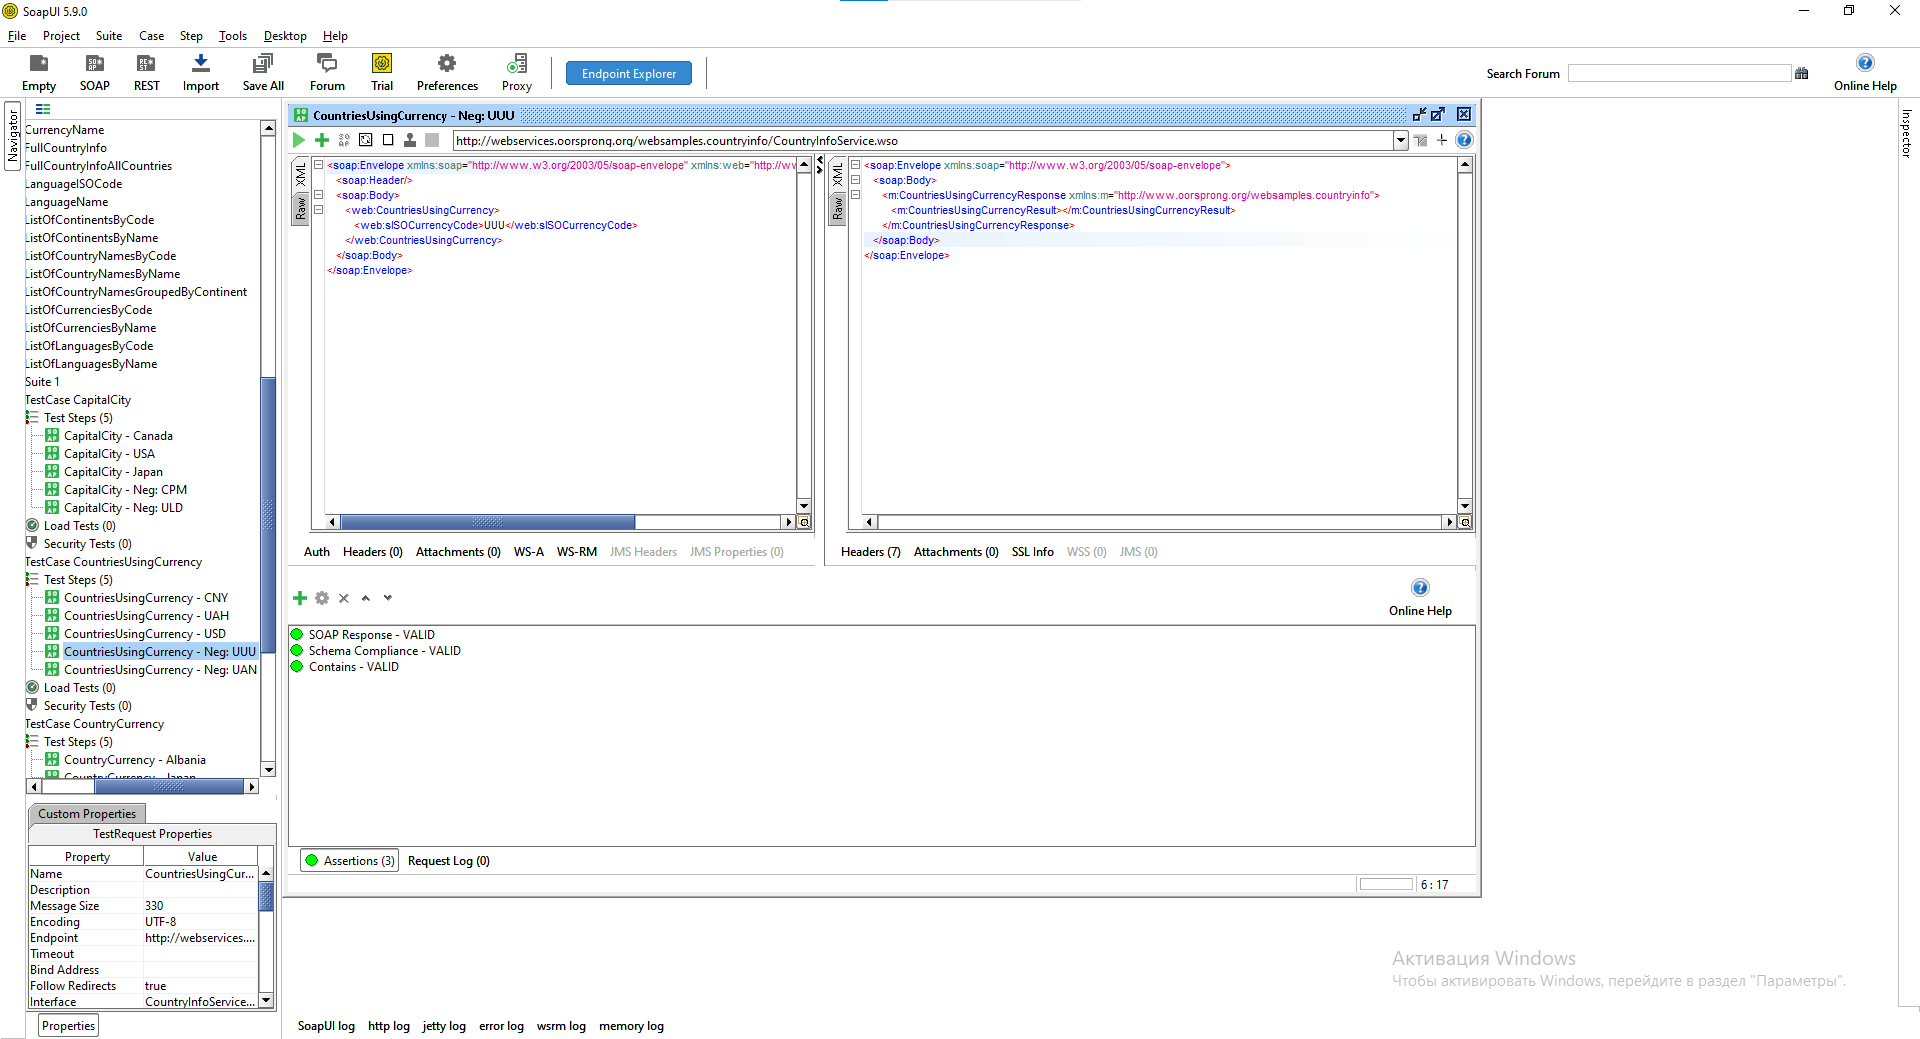 SoapUI 5.9.0
File Project Suite Case Step Tools Desktop Help
Empty SOAP REST Import Save All Forum Trial Preferences Proxy
Endpoint Explorer
Search Forum
Online Help
Navigator
CurrencyName
FullCountryInfo
FullCountryInfoAllCountries
LanguageISOCode
LanguageName
ListOfContinentsByCode
ListOfContinentsByName
ListOfCountryNamesByCode
ListOfCountryNamesByName
ListOfCountryNamesGroupedByContinent
ListOfCurrenciesByCode
ListOfCurrenciesByName
ListOfLanguagesByCode
ListOfLanguagesByName
Suite 1
TestCase CapitalCity
Test Steps (5)
CapitalCity - Canada
CapitalCity - USA
CapitalCity - Japan
CapitalCity - Neg: CPM
CapitalCity - Neg: ULD
Load Tests (0)
Security Tests (0)
TestCase CountriesUsingCurrency
Test Steps (5)
CountriesUsingCurrency - CNY
CountriesUsingCurrency - UAH
CountriesUsingCurrency - USD
CountriesUsingCurrency - Neg: UUU
CountriesUsingCurrency - Neg: UAN
Load Tests (0)
Security Tests (0)
TestCase CountryCurrency
Test Steps (5)
CountryCurrency - Albania
CountryCurrency - Japan
Custom Properties
TestRequest Properties
Property Value
Name CountriesUsingCur...
Description
Message Size 330
Encoding UTF-8
Endpoint http://webservices....
Timeout
Bind Address
Follow Redirects true
Interface CountryInfoService...
Properties
CountriesUsingCurrency - Neg: UUU
http://webservices.oorsprong.org/websamples.countryinfo/CountryInfoService.wso
XML
Raw
<soap:Envelope xmlns:soap="http://www.w3.org/2003/05/soap-envelope" xmlns:web="http://ww
<soap:Header/>
<soap:Body>
<web:CountriesUsingCurrency>
<web:sISOCurrencyCode>UUU</web:sISOCurrencyCode>
</web:CountriesUsingCurrency>
</soap:Body>
</soap:Envelope>
Auth Headers (0) Attachments (0) WS-A WS-RM JMS Headers JMS Properties (0)
XML
Raw
<soap:Envelope xmlns:soap="http://www.w3.org/2003/05/soap-envelope">
<soap:Body>
<m:CountriesUsingCurrencyResponse xmlns:m="http://www.oorsprong.org/websamples.countryinfo">
<m:CountriesUsingCurrencyResult></m:CountriesUsingCurrencyResult>
</m:CountriesUsingCurrencyResponse>
</soap:Body>
</soap:Envelope>
Headers (7) Attachments (0) SSL Info WSS (0) JMS (0)
Online Help
SOAP Response - VALID
Schema Compliance - VALID
Contains - VALID
Assertions (3) Request Log (0)
6 : 17
Inspector
Активация Windows
Чтобы активировать Windows, перейдите в раздел "Параметры".
SoapUI log http log jetty log error log wsrm log memory log